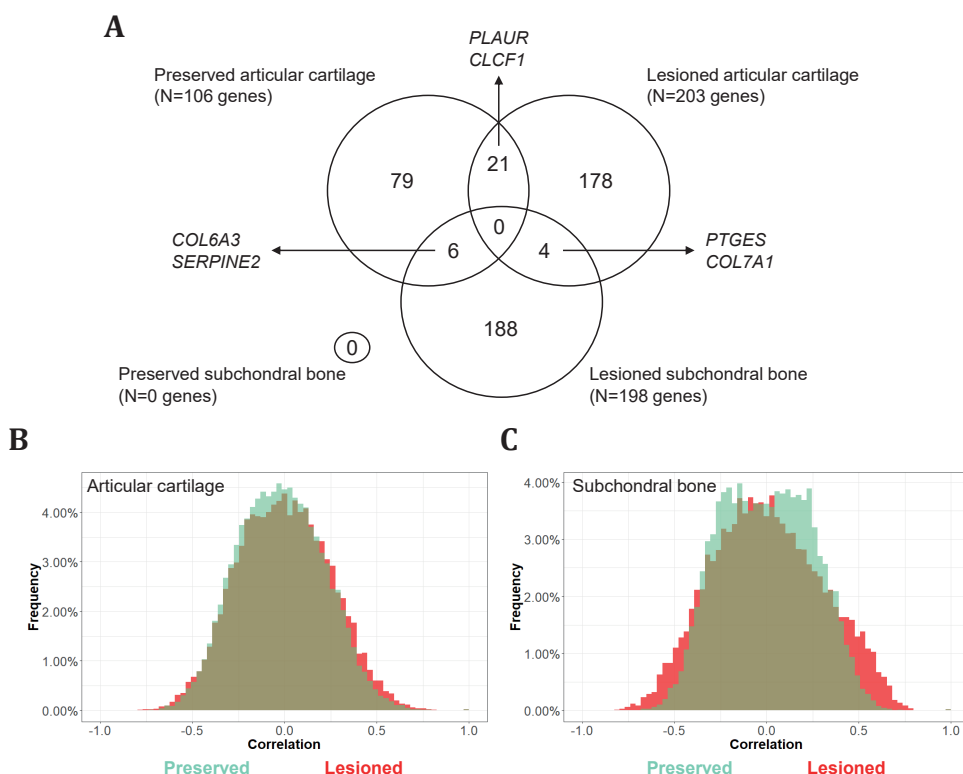 A
PLAUR
CLCF1
Preserved articular cartilage
(N=106 genes)
Lesioned articular cartilage
(N=203 genes)
79
21
178
0
COL6A3
SERPINE2
6
4
PTGES
COL7A1
188
0
Preserved subchondral bone
(N=0 genes)
Lesioned subchondral bone
(N=198 genes)
B
Articular cartilage
Frequency
4.00%
3.00%
2.00%
1.00%
0.00%
-1.0
-0.5
0.0
0.5
1.0
Correlation
Preserved
Lesioned
C
Subchondral bone
Frequency
4.00%
3.00%
2.00%
1.00%
0.00%
-1.0
-0.5
0.0
0.5
1.0
Correlation
Preserved
Lesioned